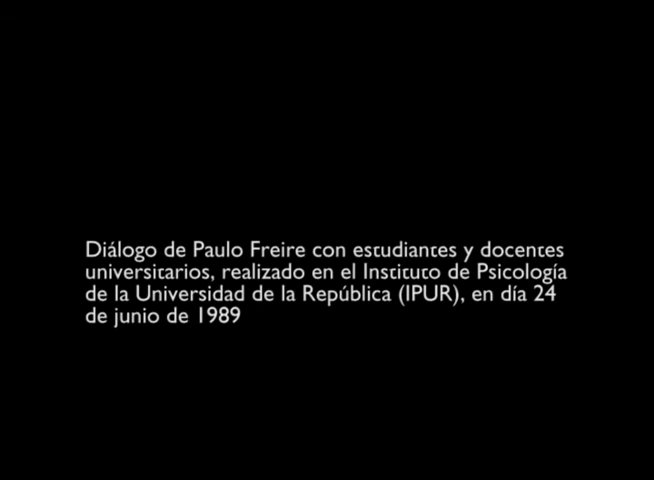 Diálogo de Paulo Freire con estudiantes y docentes
universitarios, realizado en el Instituto de Psicología
de la Universidad de la República (IPUR), en día 24
de junio de 1989